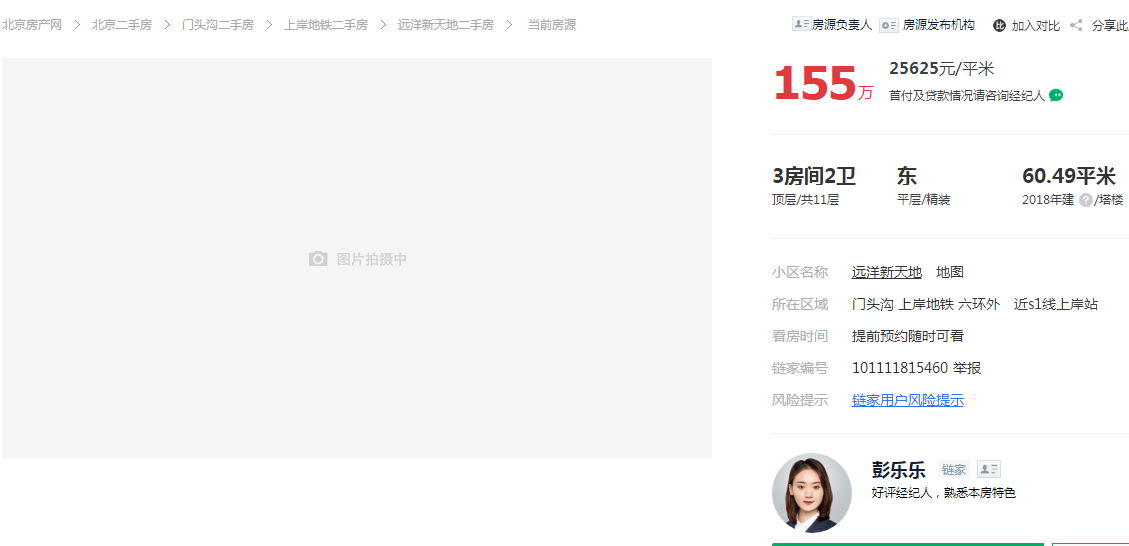 北京房产网 > 北京二手房 > 门头沟二手房 > 上岸地铁二手房 > 远洋新天地二手房 > 当前房源
房源负责人 房源发布机构 比 加入对比 分享此
图片拍摄中
155万
25625元/平米
首付及贷款情况请咨询经纪人
3房间2卫
顶层/共11层
东
平层/精装
60.49平米
2018年建 ?/塔楼
小区名称 远洋新天地 地图
所在区域 门头沟 上岸地铁 六环外 近s1线上岸站
看房时间 提前预约随时可看
链家编号 101111815460 举报
风险提示 链家用户风险提示
彭乐乐 链家
好评经纪人，熟悉本房特色